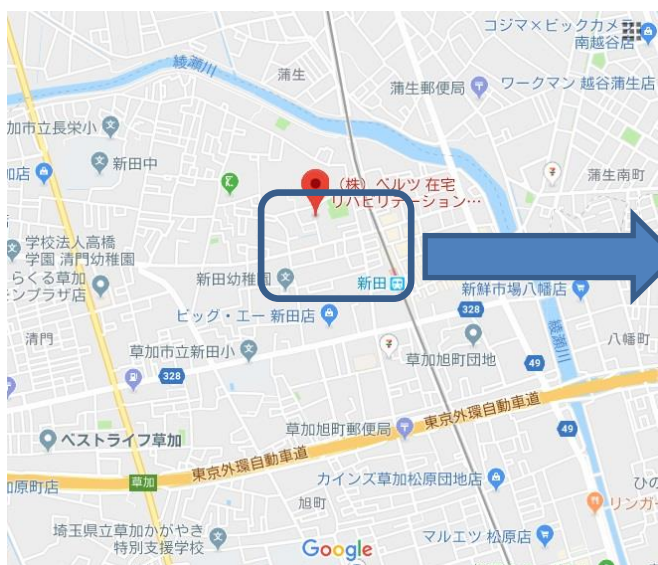 コジマ×ビックカメラ
南越谷店
綾瀬川
蒲生
蒲生郵便局
ワークマン 越谷蒲生店
加市立長栄小
新田中
加店
（株）ベルツ 在宅
リハビリテーション…
蒲生南町
学校法人高橋
学園 清門幼稚園
らくる草加
ンプラザ店
新田幼稚園
新田
新鮮市場八幡店
ビッグ・エー 新田店
328
清門
草加市立新田小
草加旭町団地
綾瀬川
八幡町
49
328
ベストライフ草加
草加旭町郵便局
東京外環自動車道
49
東京外環自動車道
草加
加原町店
カインズ草加松原団地店
旭町
ひの
リンガー
埼玉県立草加かがやき
特別支援学校
Google
マルエツ 松原店